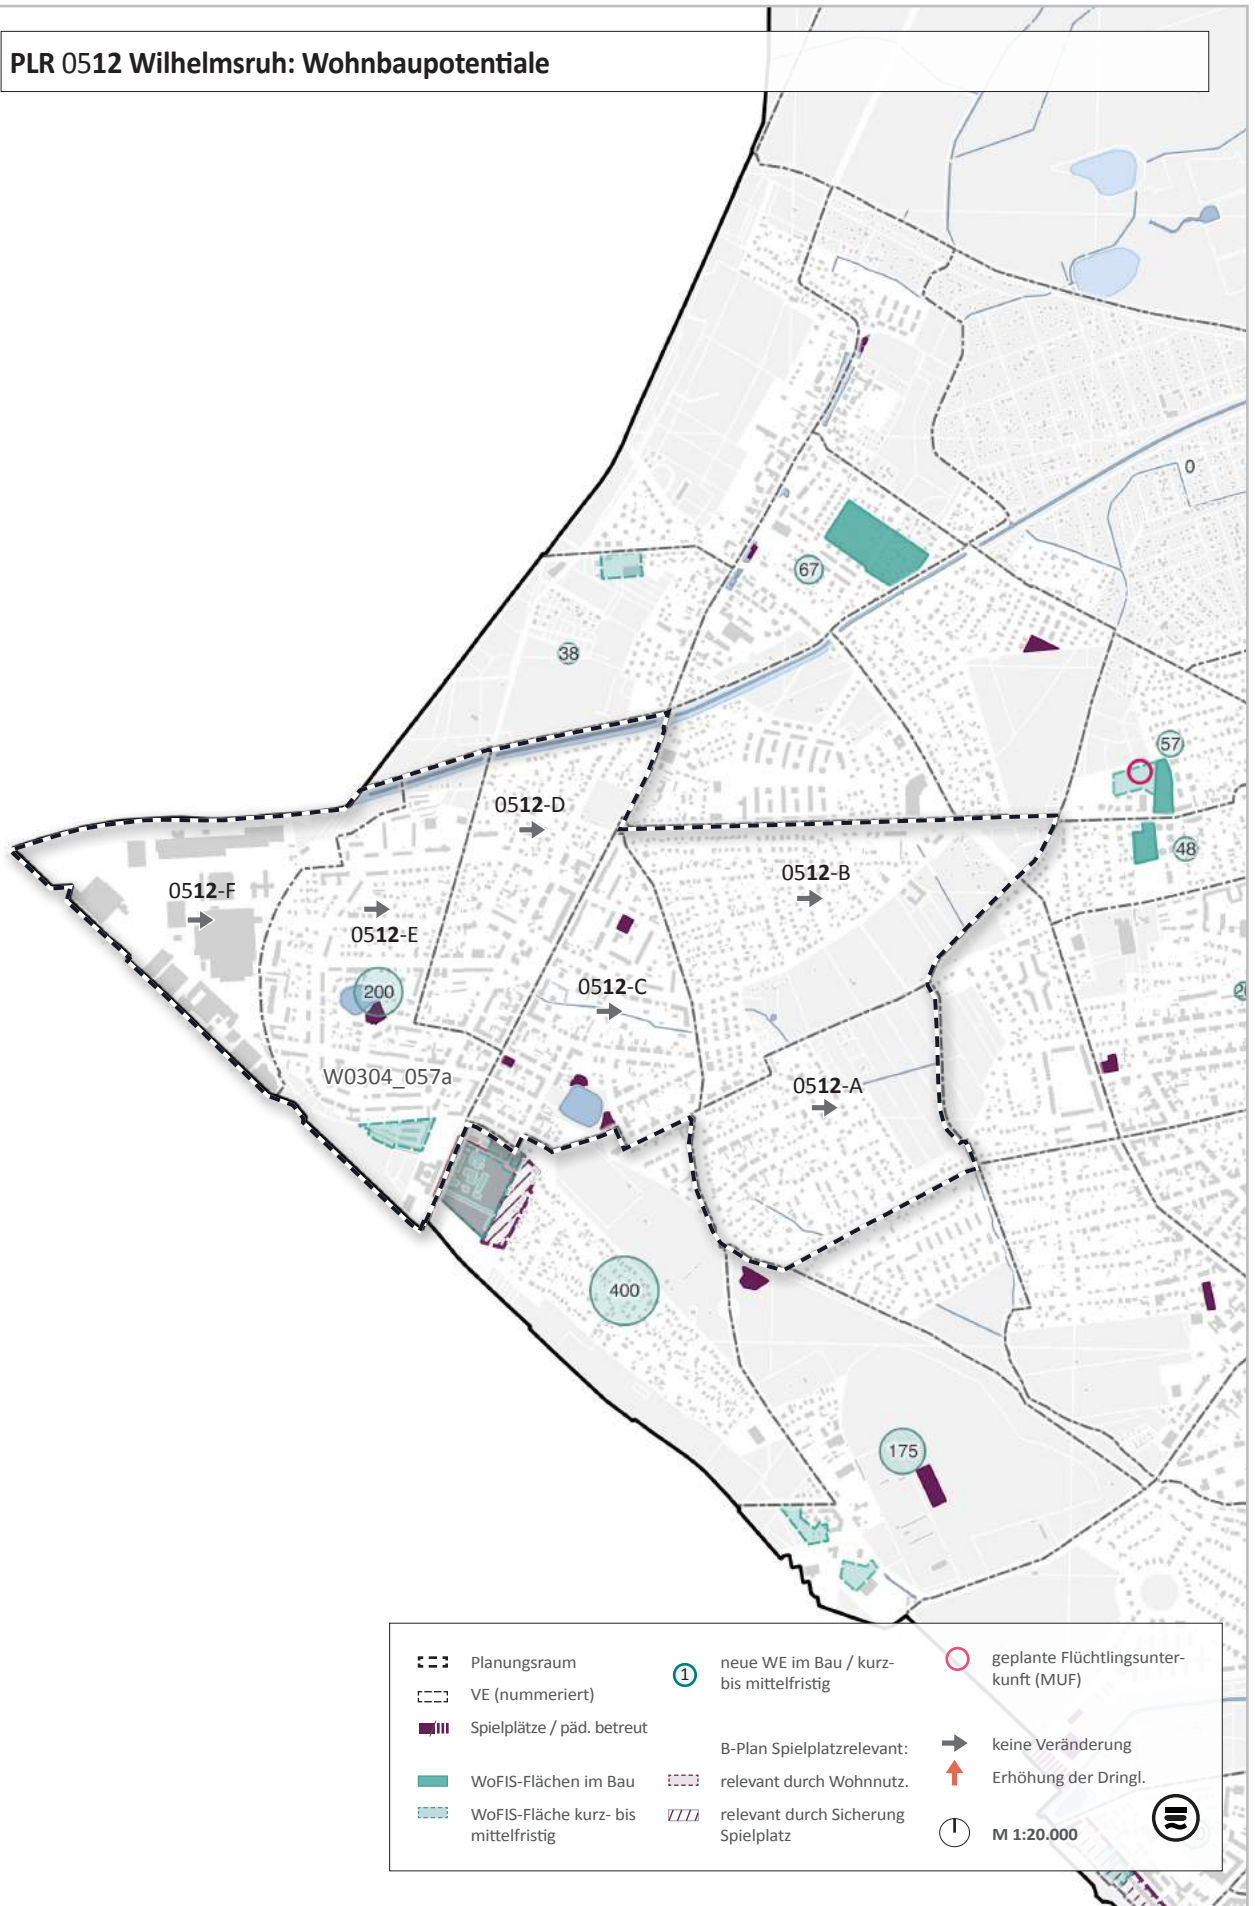 PLR 0512 Wilhelmsruh: Wohnbaupotentiale
0
67
38
57
48
0512-D
0512-B
0512-F
0512-E
200
0512-C
W0304_057a
0512-A
400
175
Planungsraum
VE (nummeriert)
Spielplätze / päd. betreut
WoFIS-Flächen im Bau
WoFIS-Fläche kurz- bis
mittelfristig
1
neue WE im Bau / kurz-
bis mittelfristig
B-Plan Spielplatzrelevant:
relevant durch Wohnnutz.
relevant durch Sicherung
Spielplatz
geplante Flüchtlingsunter-
kunft (MUF)
keine Veränderung
Erhöhung der Dringl.
M 1:20.000